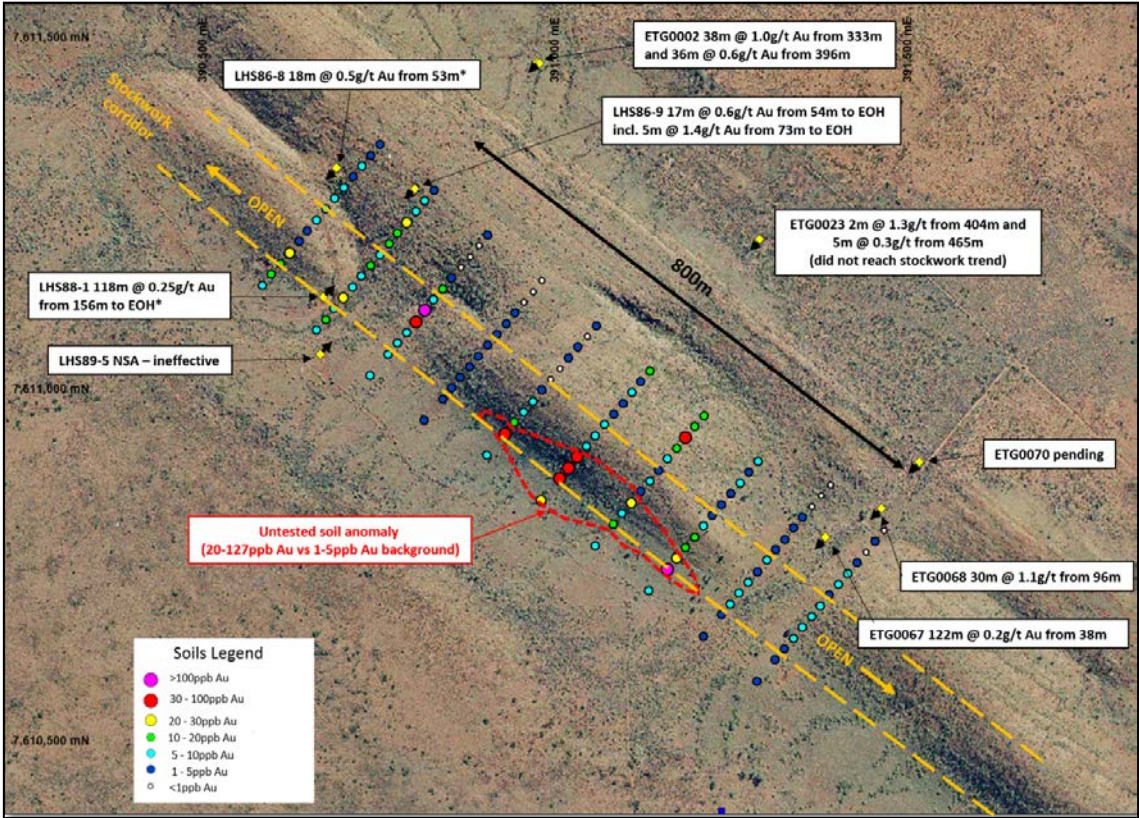 7,611,500 mN
390,500 mE
391,000 mE
391,500 mE
ETG0002 38m @ 1.0g/t Au from 333m
and 36m @ 0.6g/t Au from 396m
LHS86-8 18m @ 0.5g/t Au from 53m*
Stockwork
corridor
LHS86-9 17m @ 0.6g/t Au from 54m to EOH
incl. 5m @ 1.4g/t Au from 73m to EOH
OPEN
ETG0023 2m @ 1.3g/t from 404m and
5m @ 0.3g/t from 465m
(did not reach stockwork trend)
800m
LHS88-1 118m @ 0.25g/t Au
from 156m to EOH*
LHS89-5 NSA – ineffective
7,611,000 mN
ETG0070 pending
Untested soil anomaly
(20-127ppb Au vs 1-5ppb Au background)
ETG0068 30m @ 1.1g/t from 96m
ETG0067 122m @ 0.2g/t Au from 38m
OPEN
Soils Legend
>100ppb Au
30 - 100ppb Au
20 - 30ppb Au
10 - 20ppb Au
5 - 10ppb Au
1 - 5ppb Au
<1ppb Au
7,610,500 mN